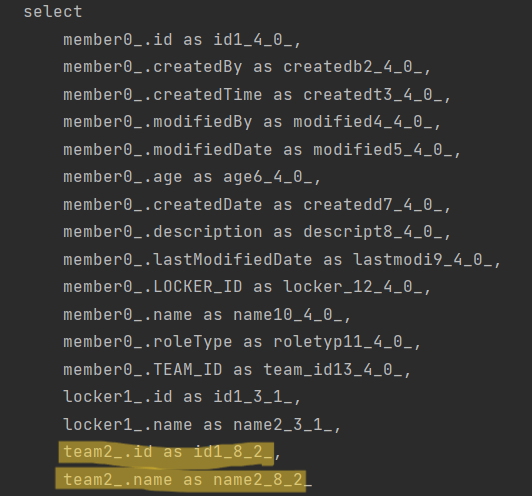 select
member0_.id as id1_4_0_,
member0_.createdBy as createdb2_4_0_,
member0_.createdTime as createdt3_4_0_,
member0_.modifiedBy as modified4_4_0_,
member0_.modifiedDate as modified5_4_0_,
member0_.age as age6_4_0_,
member0_.createdDate as createdd7_4_0_,
member0_.description as descript8_4_0_,
member0_.lastModifiedDate as lastmodi9_4_0_,
member0_.LOCKER_ID as locker_12_4_0_,
member0_.name as name10_4_0_,
member0_.roleType as roletyp11_4_0_,
member0_.TEAM_ID as team_id13_4_0_,
locker1_.id as id1_3_1_,
locker1_.name as name2_3_1_,
team2_.id as id1_8_2_,
team2_.name as name2_8_2_